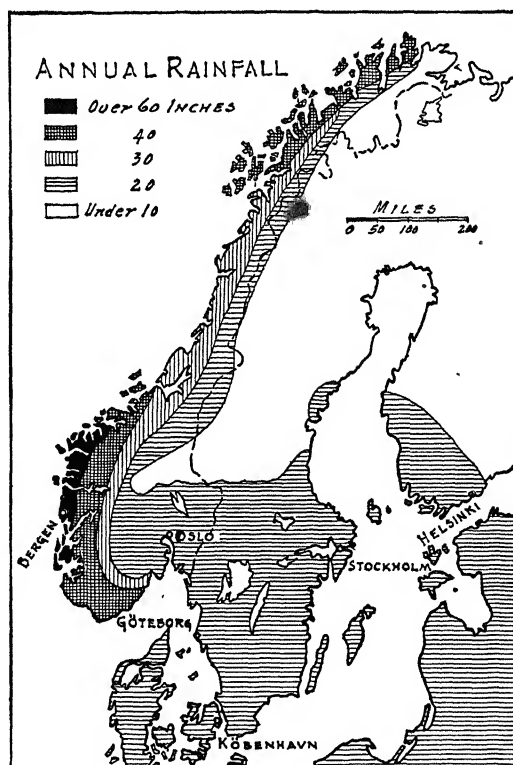 ANNUAL RAINFALL
Over 60 INCHES
40
30
20
Under 10
MILES
0 50 100 200
BERGEN
OSLO
HELSINKI
STOCKHOLM
GÖTEBORG
KÖBENHAVN